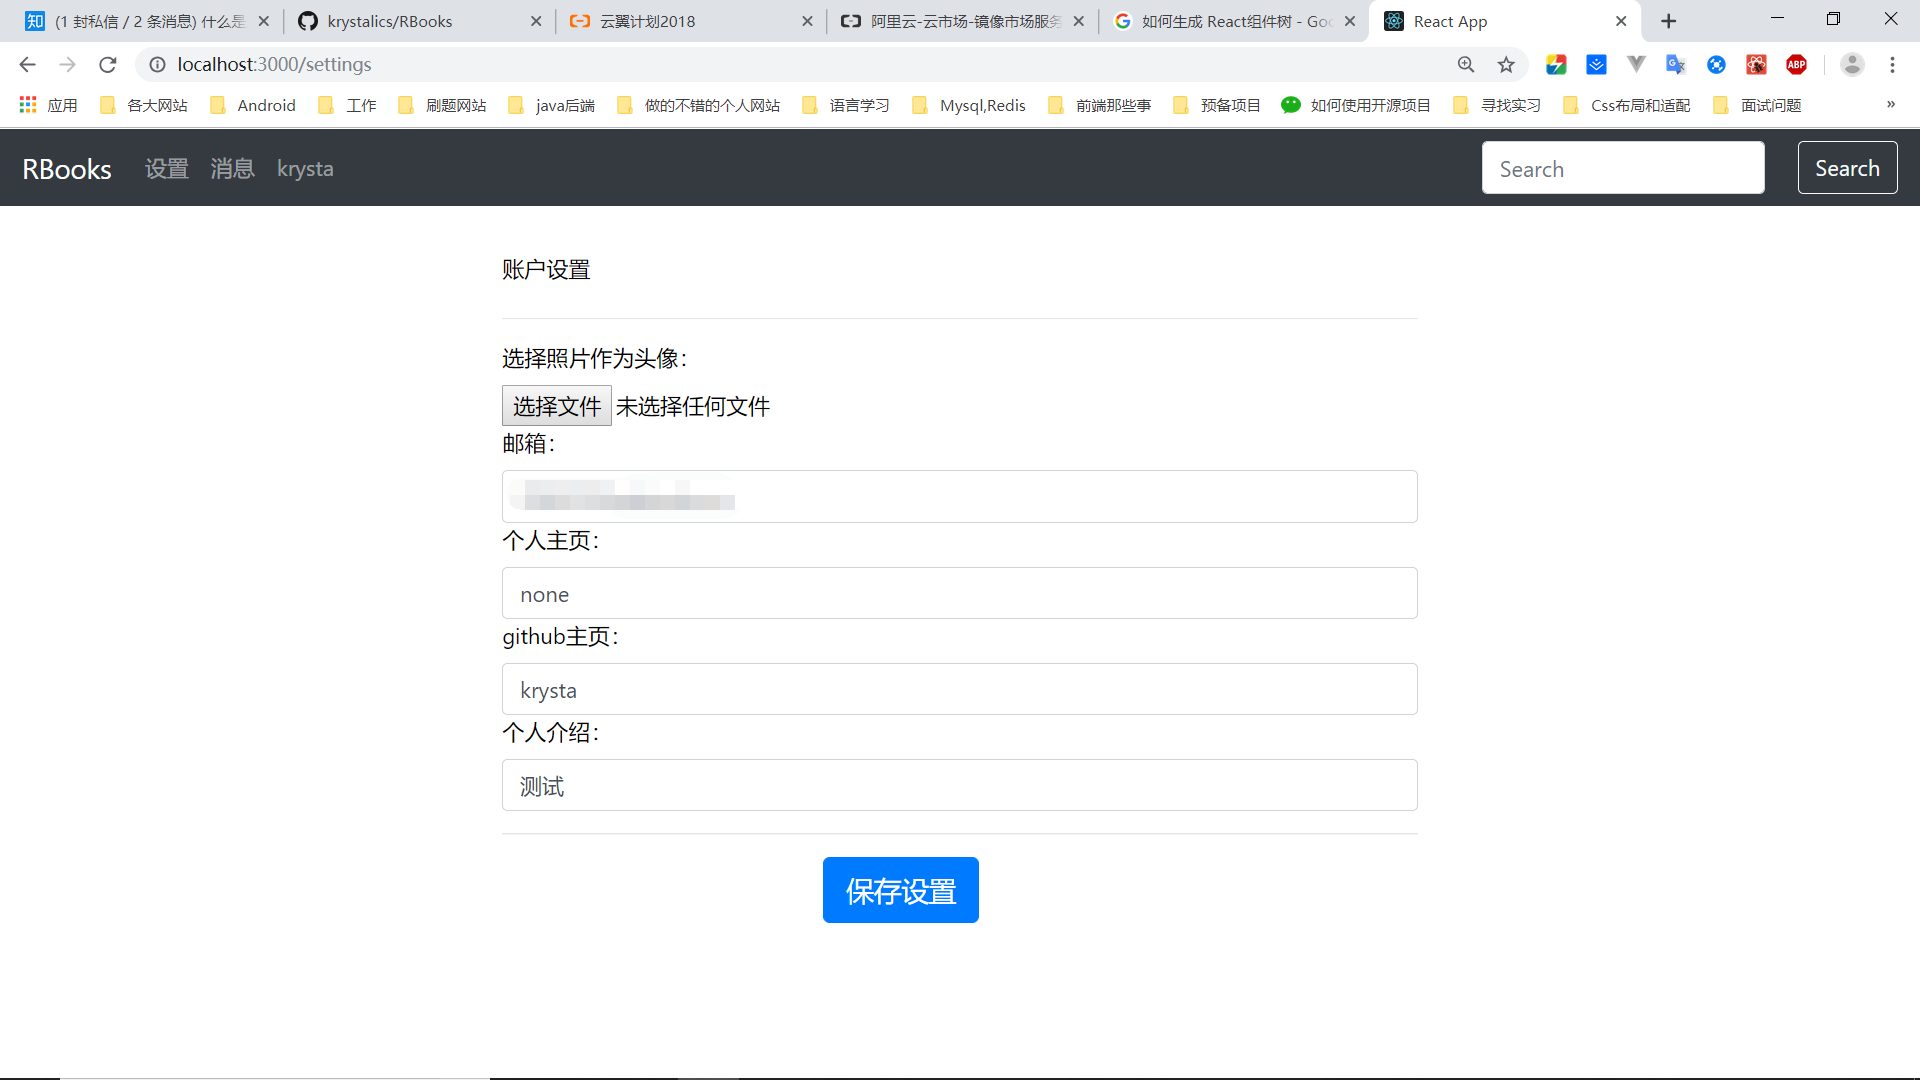 (1 封私信 / 2 条消息) 什么是
krystalics/RBooks
云翼计划2018
阿里云-云市场-镜像市场服务
如何生成 React组件树 - Goo
React App
localhost:3000/settings
应用 各大网站 Android 工作 刷题网站 java后端 做的不错的个人网站 语言学习 Mysql,Redis 前端那些事 预备项目 如何使用开源项目 寻找实习 Css布局和适配 面试问题 »
RBooks 设置 消息 krysta Search Search
账户设置
选择照片作为头像：
选择文件 未选择任何文件
邮箱：
个人主页：
none
github主页：
krysta
个人介绍：
测试
保存设置